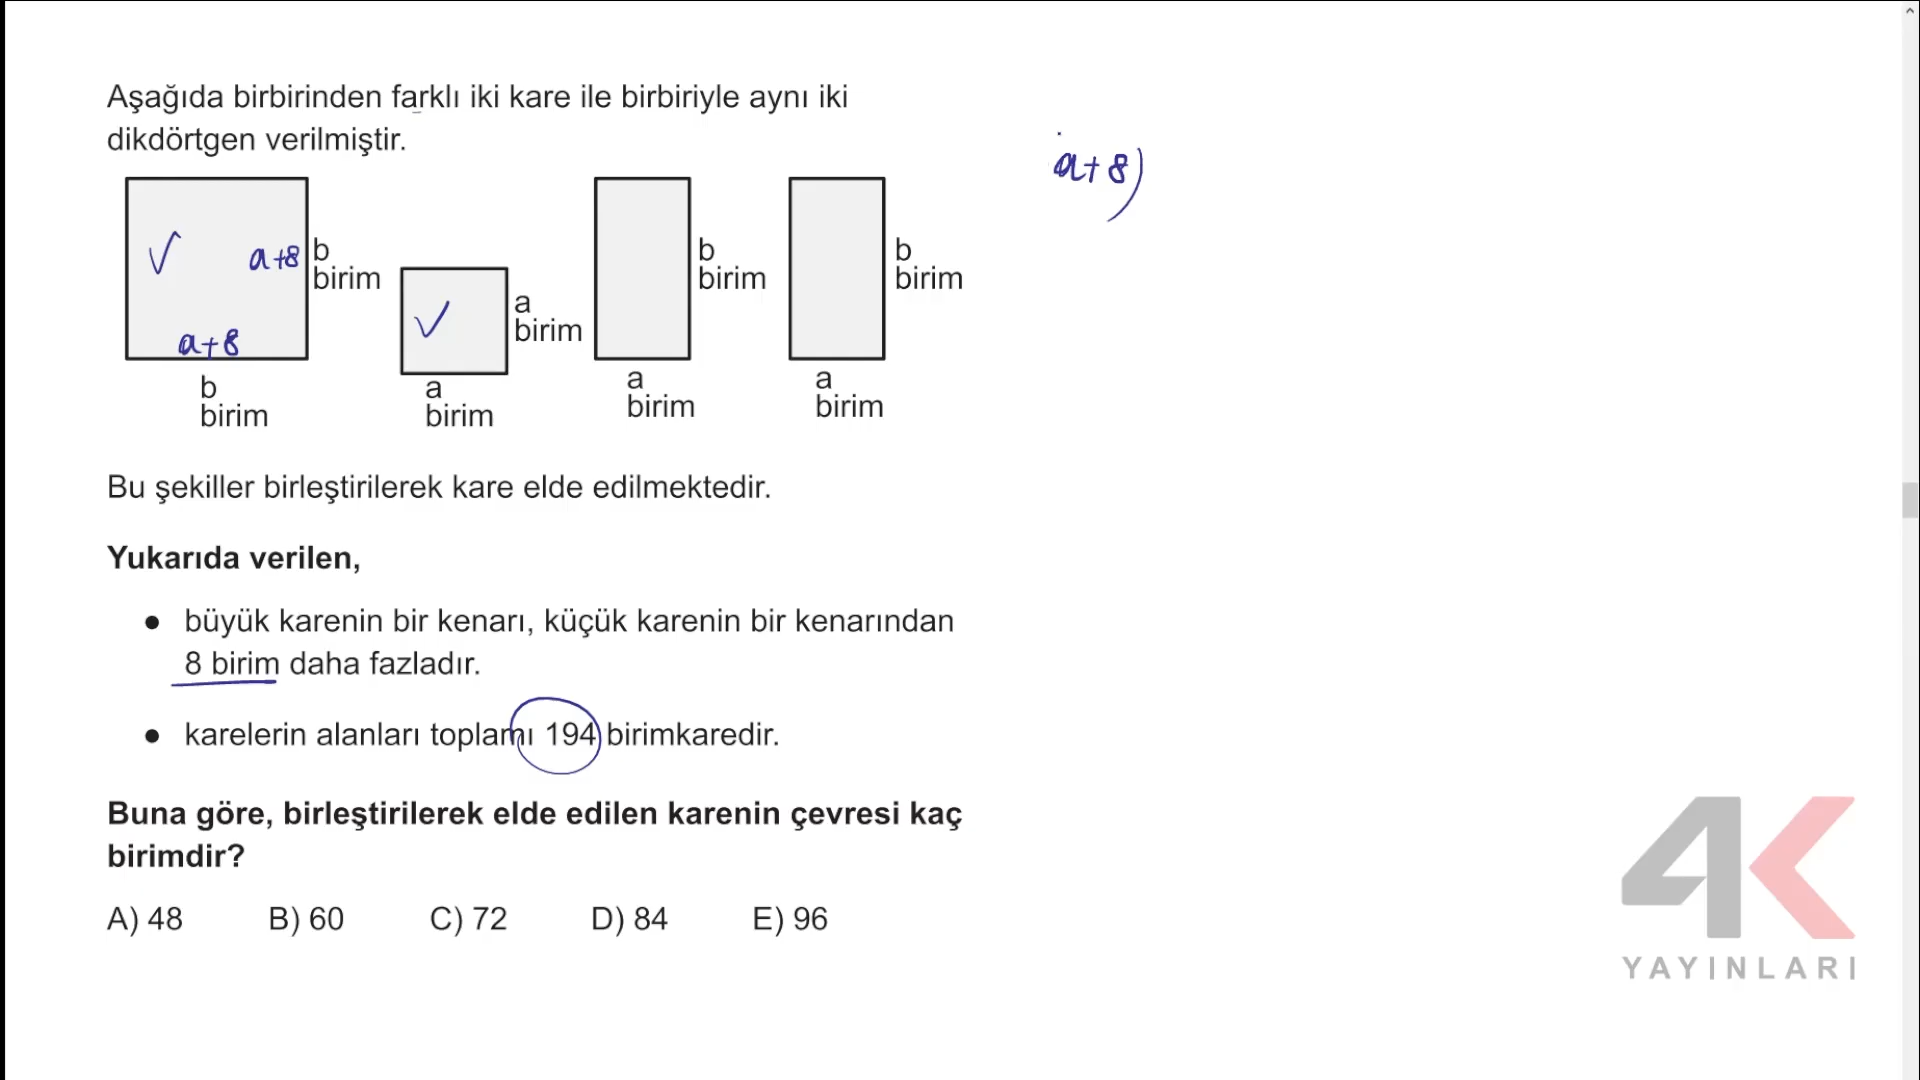 Aşağıda birbirinden farklı iki kare ile birbiriyle aynı iki
dikdörtgen verilmiştir.
a+8)
a+8
b
birim
a+8
b
birim
a
birim
a
birim
b
birim
a
birim
b
birim
a
birim
Bu şekiller birleştirilerek kare elde edilmektedir.
Yukarıda verilen,
● büyük karenin bir kenarı, küçük karenin bir kenarından
8 birim daha fazladır.
● karelerin alanları toplamı 194 birimkaredir.
Buna göre, birleştirilerek elde edilen karenin çevresi kaç
birimdir?
A) 48 B) 60 C) 72 D) 84 E) 96
4K
YAYINLARI